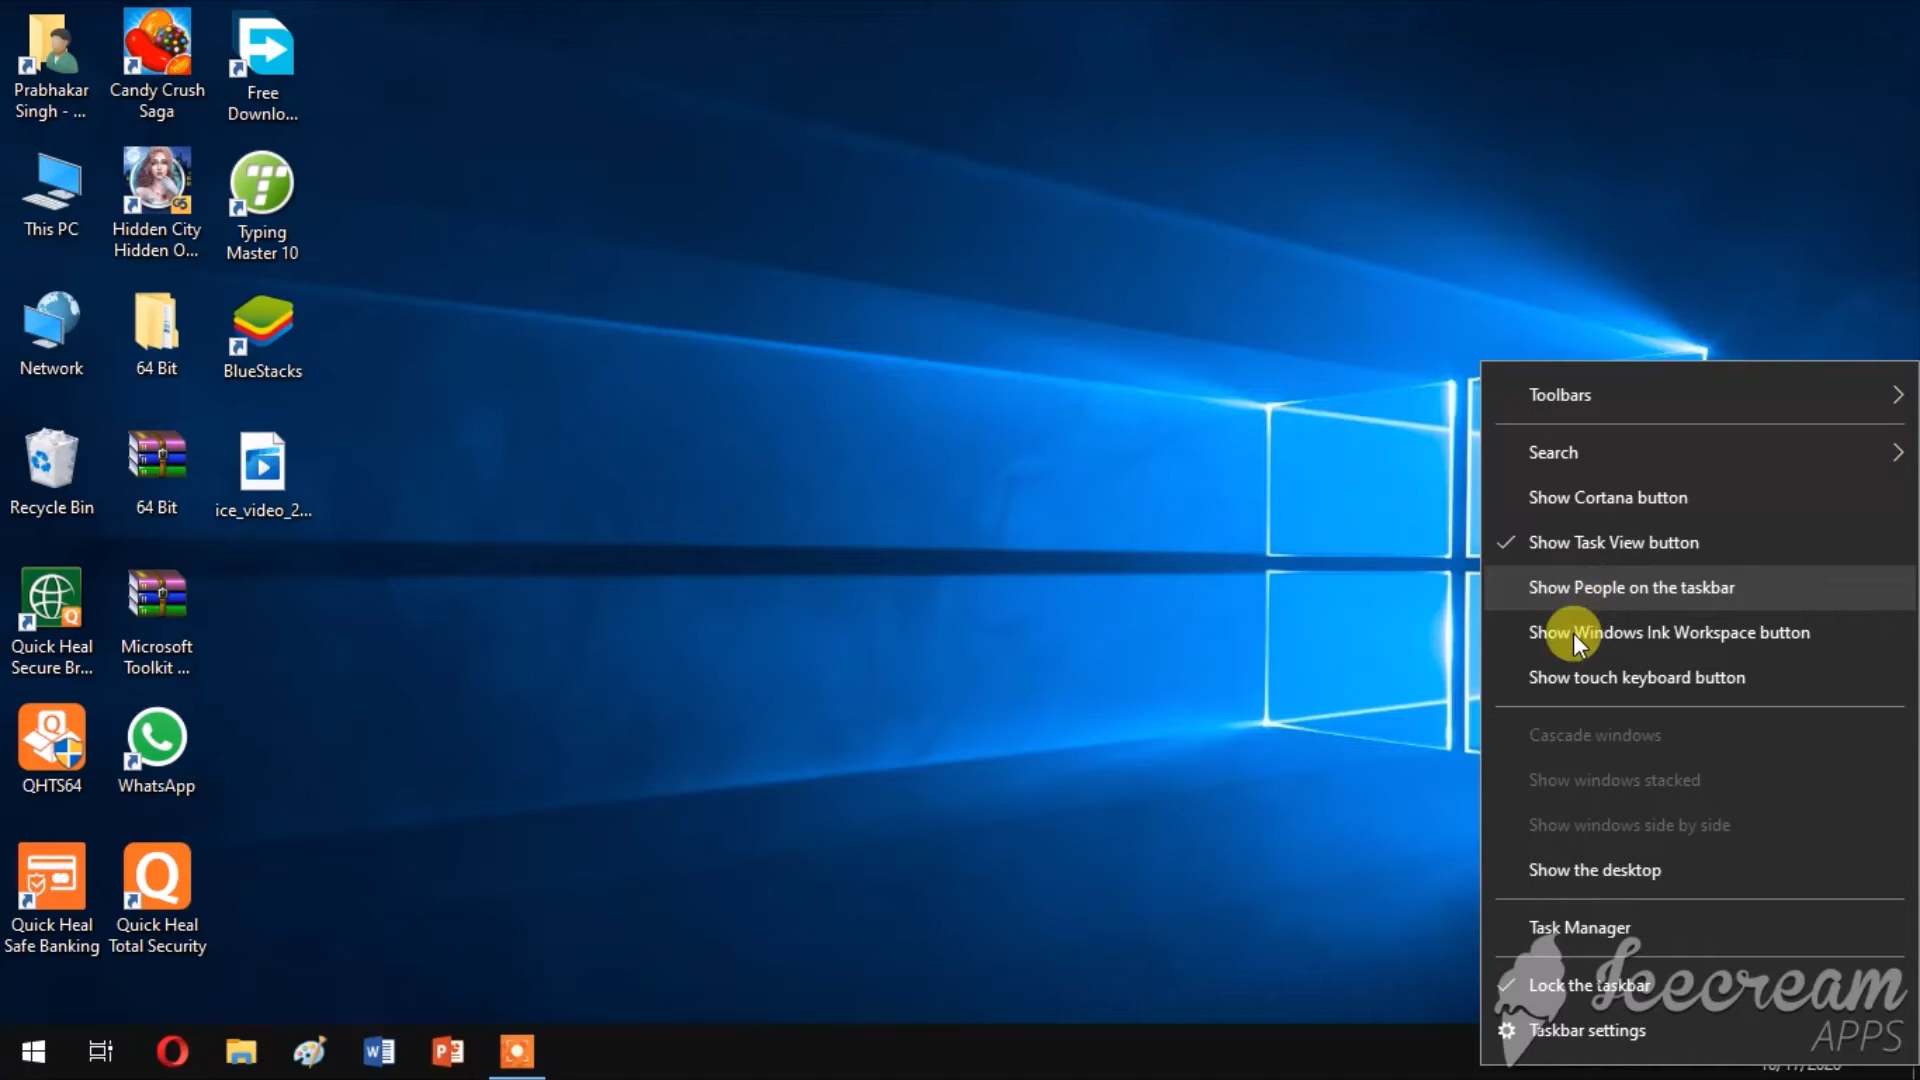 Prabhakar
Singh - ...
Candy Crush
Saga
Free
Downlo...
This PC
Hidden City
Hidden O...
G5
Typing
Master 10
Network
64 Bit
BlueStacks
Recycle Bin
64 Bit
ice_video_2...
Quick Heal
Secure Br...
Microsoft
Toolkit ...
QHTS64
WhatsApp
Quick Heal
Safe Banking
Quick Heal
Total Security
Toolbars
Search
Show Cortana button
Show Task View button
Show People on the taskbar
Show Windows Ink Workspace button
Show touch keyboard button
Cascade windows
Show windows stacked
Show windows side by side
Show the desktop
Task Manager
Lock the taskbar
Taskbar settings
Icecream
APPS